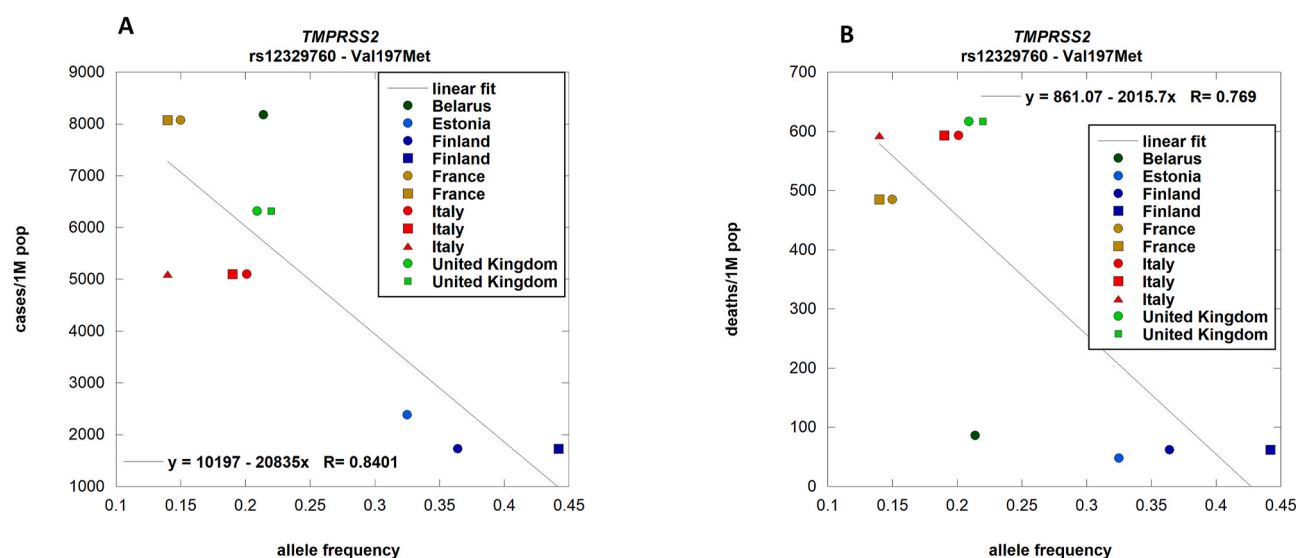 A
TMPRSS2
rs12329760 - Val197Met
9000
8000
7000
6000
5000
4000
3000
2000
1000
cases/1M pop
linear fit
Belarus
Estonia
Finland
Finland
France
France
Italy
Italy
Italy
United Kingdom
United Kingdom
y = 10197 - 20835x R= 0.8401
0.1 0.15 0.2 0.25 0.3 0.35 0.4 0.45
allele frequency
B
TMPRSS2
rs12329760 - Val197Met
700
600
500
400
300
200
100
0
deaths/1M pop
y = 861.07 - 2015.7x R= 0.769
linear fit
Belarus
Estonia
Finland
Finland
France
France
Italy
Italy
Italy
United Kingdom
United Kingdom
0.1 0.15 0.2 0.25 0.3 0.35 0.4 0.45
allele frequency